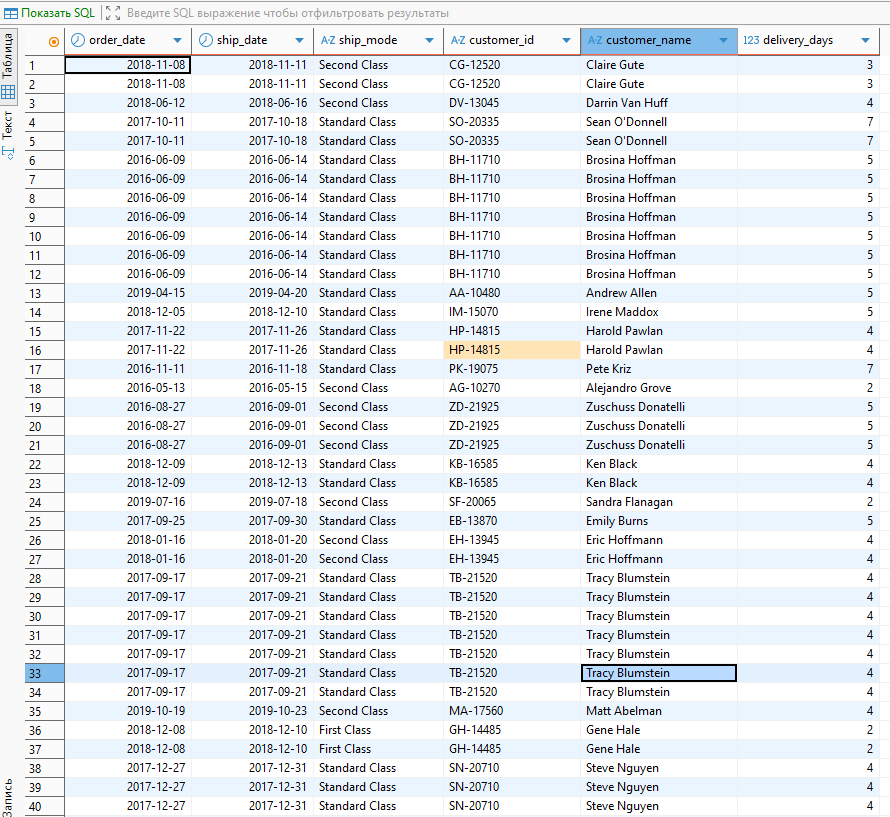 Показать SQL Введите SQL выражение чтобы отфильтровать результаты
Таблица
Текст
Запись
order_date ship_date A-Z ship_mode A-Z customer_id A-Z customer_name 123 delivery_days
1 2018-11-08 2018-11-11 Second Class CG-12520 Claire Gute 3
2 2018-11-08 2018-11-11 Second Class CG-12520 Claire Gute 3
3 2018-06-12 2018-06-16 Second Class DV-13045 Darrin Van Huff 4
4 2017-10-11 2017-10-18 Standard Class SO-20335 Sean O'Donnell 7
5 2017-10-11 2017-10-18 Standard Class SO-20335 Sean O'Donnell 7
6 2016-06-09 2016-06-14 Standard Class BH-11710 Brosina Hoffman 5
7 2016-06-09 2016-06-14 Standard Class BH-11710 Brosina Hoffman 5
8 2016-06-09 2016-06-14 Standard Class BH-11710 Brosina Hoffman 5
9 2016-06-09 2016-06-14 Standard Class BH-11710 Brosina Hoffman 5
10 2016-06-09 2016-06-14 Standard Class BH-11710 Brosina Hoffman 5
11 2016-06-09 2016-06-14 Standard Class BH-11710 Brosina Hoffman 5
12 2016-06-09 2016-06-14 Standard Class BH-11710 Brosina Hoffman 5
13 2019-04-15 2019-04-20 Standard Class AA-10480 Andrew Allen 5
14 2018-12-05 2018-12-10 Standard Class IM-15070 Irene Maddox 5
15 2017-11-22 2017-11-26 Standard Class HP-14815 Harold Pawlan 4
16 2017-11-22 2017-11-26 Standard Class HP-14815 Harold Pawlan 4
17 2016-11-11 2016-11-18 Standard Class PK-19075 Pete Kriz 7
18 2016-05-13 2016-05-15 Second Class AG-10270 Alejandro Grove 2
19 2016-08-27 2016-09-01 Second Class ZD-21925 Zuschuss Donatelli 5
20 2016-08-27 2016-09-01 Second Class ZD-21925 Zuschuss Donatelli 5
21 2016-08-27 2016-09-01 Second Class ZD-21925 Zuschuss Donatelli 5
22 2018-12-09 2018-12-13 Standard Class KB-16585 Ken Black 4
23 2018-12-09 2018-12-13 Standard Class KB-16585 Ken Black 4
24 2019-07-16 2019-07-18 Second Class SF-20065 Sandra Flanagan 2
25 2017-09-25 2017-09-30 Standard Class EB-13870 Emily Burns 5
26 2018-01-16 2018-01-20 Second Class EH-13945 Eric Hoffmann 4
27 2018-01-16 2018-01-20 Second Class EH-13945 Eric Hoffmann 4
28 2017-09-17 2017-09-21 Standard Class TB-21520 Tracy Blumstein 4
29 2017-09-17 2017-09-21 Standard Class TB-21520 Tracy Blumstein 4
30 2017-09-17 2017-09-21 Standard Class TB-21520 Tracy Blumstein 4
31 2017-09-17 2017-09-21 Standard Class TB-21520 Tracy Blumstein 4
32 2017-09-17 2017-09-21 Standard Class TB-21520 Tracy Blumstein 4
33 2017-09-17 2017-09-21 Standard Class TB-21520 Tracy Blumstein 4
34 2017-09-17 2017-09-21 Standard Class TB-21520 Tracy Blumstein 4
35 2019-10-19 2019-10-23 Second Class MA-17560 Matt Abelman 4
36 2018-12-08 2018-12-10 First Class GH-14485 Gene Hale 2
37 2018-12-08 2018-12-10 First Class GH-14485 Gene Hale 2
38 2017-12-27 2017-12-31 Standard Class SN-20710 Steve Nguyen 4
39 2017-12-27 2017-12-31 Standard Class SN-20710 Steve Nguyen 4
40 2017-12-27 2017-12-31 Standard Class SN-20710 Steve Nguyen 4